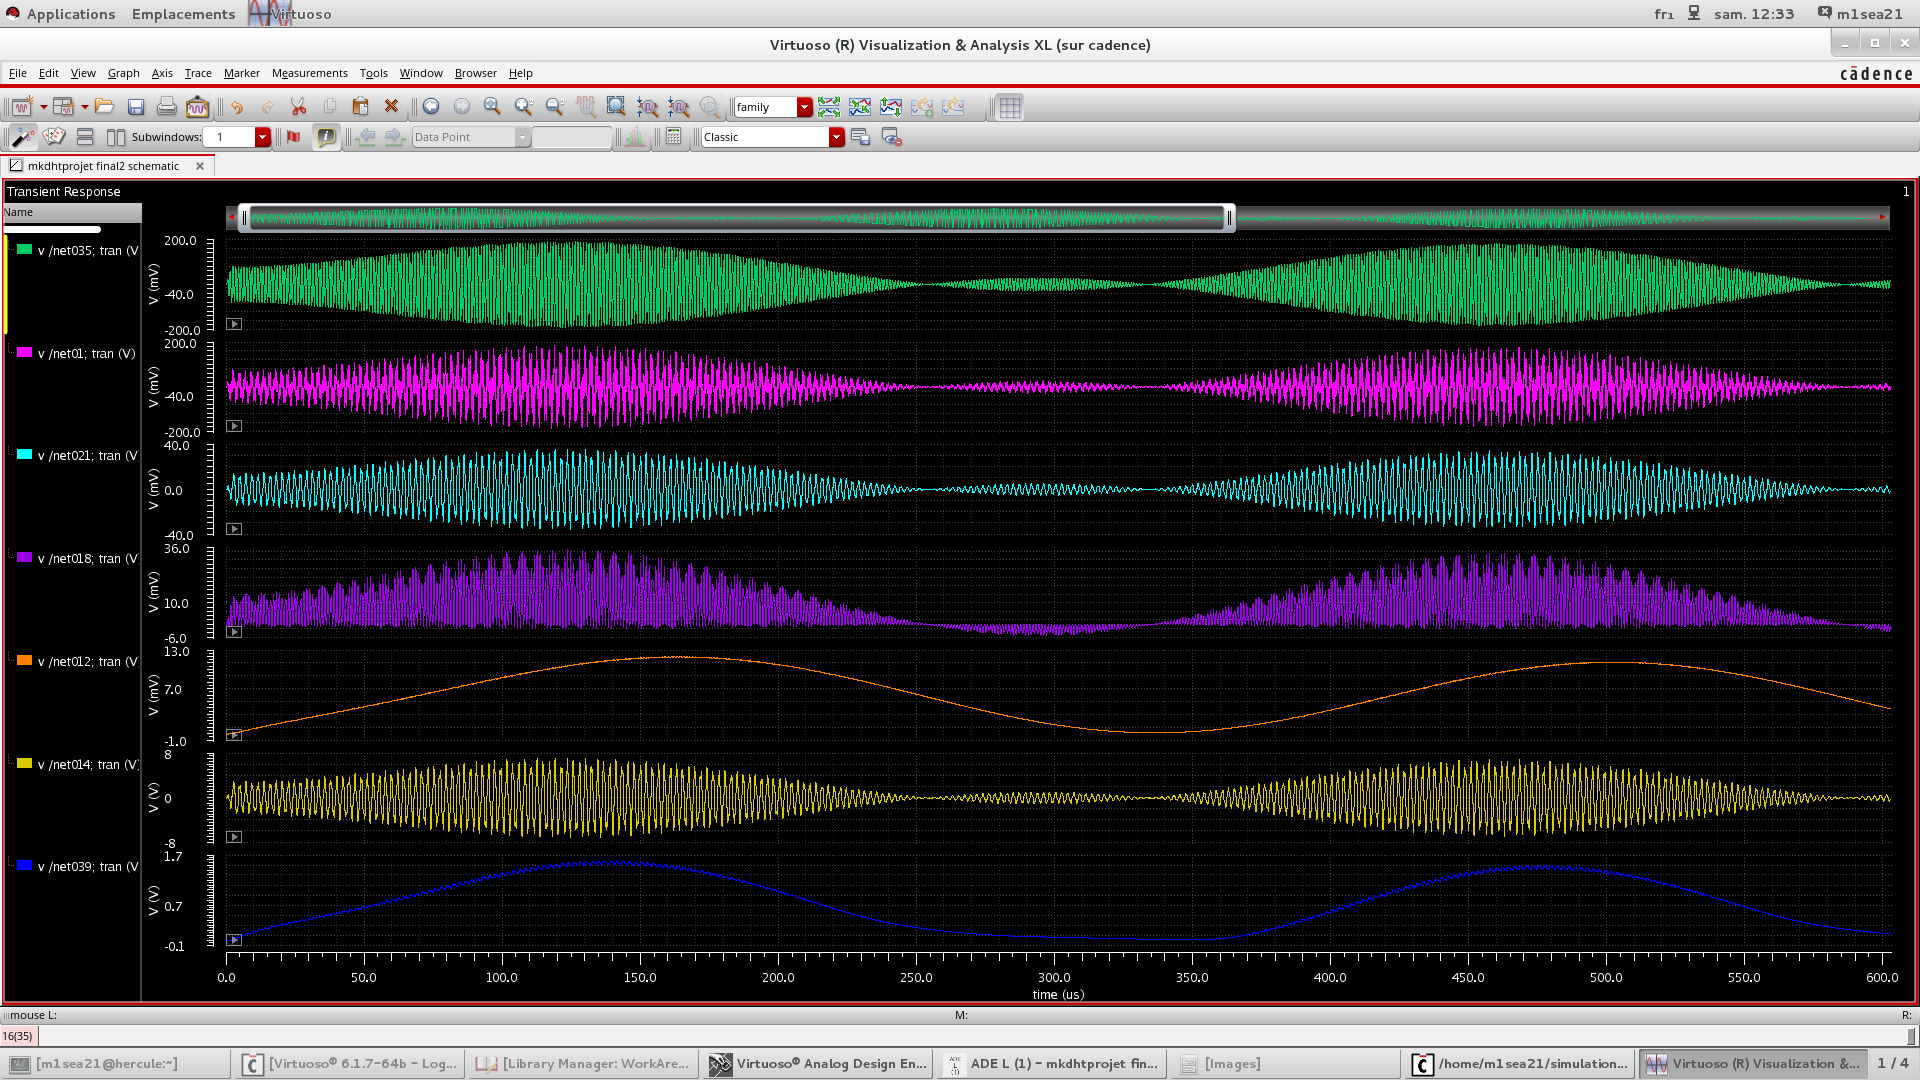 Applications Emplacements Virtuoso fr₁ sam. 12:33 m1sea21
Virtuoso (R) Visualization & Analysis XL (sur cadence)
File Edit View Graph Axis Trace Marker Measurements Tools Window Browser Help cādence
family
Subwindows: 1 Data Point Classic
mkdhtprojet final2 schematic
Transient Response 1
Name
v /net035; tran (V
200.0
-40.0
-200.0
V (mV)
v /net01; tran (V)
200.0
-40.0
-200.0
V (mV)
v /net021; tran (V
40.0
0.0
-40.0
V (mV)
v /net018; tran (V
36.0
10.0
-6.0
V (mV)
v /net012; tran (V
13.0
7.0
-1.0
V (mV)
v /net014; tran (V)
8
0
-8
V (V)
v /net039; tran (V
1.7
0.7
-0.1
V (V)
0.0 50.0 100.0 150.0 200.0 250.0 300.0 350.0 400.0 450.0 500.0 550.0 600.0
time (us)
mouse L: M: R:
16(35)
[m1sea21@hercule:~] [Virtuoso® 6.1.7-64b - Log... [Library Manager: WorkAre... Virtuoso® Analog Design En... ADE L (1) - mkdhtprojet fin... [Images] /home/m1sea21/simulation... Virtuoso (R) Visualization &... 1 / 4